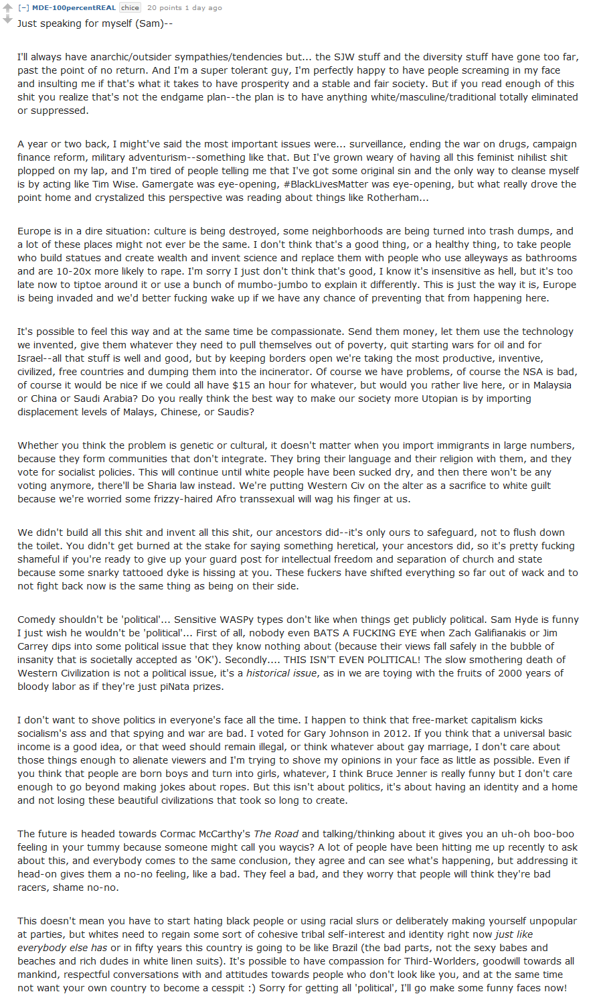 [–] MDE-100percentREAL chice 20 points 1 day ago
Just speaking for myself (Sam)--
I'll always have anarchic/outsider sympathies/tendencies but... the SJW stuff and the diversity stuff have gone too far,
past the point of no return. And I'm a super tolerant guy, I'm perfectly happy to have people screaming in my face
and insulting me if that's what it takes to have prosperity and a stable and fair society. But if you read enough of this
shit you realize that's not the endgame plan--the plan is to have anything white/masculine/traditional totally eliminated
or suppressed.
A year or two back, I might've said the most important issues were... surveillance, ending the war on drugs, campaign
finance reform, military adventurism--something like that. But I've grown weary of having all this feminist nihilist shit
plopped on my lap, and I'm tired of people telling me that I've got some original sin and the only way to cleanse myself
is by acting like Tim Wise. Gamergate was eye-opening, #BlackLivesMatter was eye-opening, but what really drove the
point home and crystalized this perspective was reading about things like Rotherham...
Europe is in a dire situation: culture is being destroyed, some neighborhoods are being turned into trash dumps, and
a lot of these places might not ever be the same. I don't think that's a good thing, or a healthy thing, to take people
who build statues and create wealth and invent science and replace them with people who use alleyways as bathrooms
and are 10-20x more likely to rape. I'm sorry I just don't think that's good, I know it's insensitive as hell, but it's too
late now to tiptoe around it or use a bunch of mumbo-jumbo to explain it differently. This is just the way it is, Europe
is being invaded and we'd better fucking wake up if we have any chance of preventing that from happening here.
It's possible to feel this way and at the same time be compassionate. Send them money, let them use the technology
we invented, give them whatever they need to pull themselves out of poverty, quit starting wars for oil and for
Israel--all that stuff is well and good, but by keeping borders open we're taking the most productive, inventive,
civilized, free countries and dumping them into the incinerator. Of course we have problems, of course the NSA is bad,
of course it would be nice if we could all have $15 an hour for whatever, but would you rather live here, or in Malaysia
or China or Saudi Arabia? Do you really think the best way to make our society more Utopian is by importing
displacement levels of Malays, Chinese, or Saudis?
Whether you think the problem is genetic or cultural, it doesn't matter when you import immigrants in large numbers,
because they form communities that don't integrate. They bring their language and their religion with them, and they
vote for socialist policies. This will continue until white people have been sucked dry, and then there won't be any
voting anymore, there'll be Sharia law instead. We're putting Western Civ on the alter as a sacrifice to white guilt
because we're worried some frizzy-haired Afro transsexual will wag his finger at us.
We didn't build all this shit and invent all this shit, our ancestors did--it's only ours to safeguard, not to flush down
the toilet. You didn't get burned at the stake for saying something heretical, your ancestors did, so it's pretty fucking
shameful if you're ready to give up your guard post for intellectual freedom and separation of church and state
because some snarky tattooed dyke is hissing at you. These fuckers have shifted everything so far out of wack and to
not fight back now is the same thing as being on their side.
Comedy shouldn't be 'political'... Sensitive WASPy types don't like when things get publicly political. Sam Hyde is funny
I just wish he wouldn't be 'political'... First of all, nobody even BATS A FUCKING EYE when Zach Galifianakis or Jim
Carrey dips into some political issue that they know nothing about (because their views fall safely in the bubble of
insanity that is societally accepted as 'OK'). Secondly.... THIS ISN'T EVEN POLITICAL! The slow smothering death of
Western Civilization is not a political issue, it's a historical issue, as in we are toying with the fruits of 2000 years of
bloody labor as if they're just piNata prizes.
I don't want to shove politics in everyone's face all the time. I happen to think that free-market capitalism kicks
socialism's ass and that spying and war are bad. I voted for Gary Johnson in 2012. If you think that a universal basic
income is a good idea, or that weed should remain illegal, or think whatever about gay marriage, I don't care about
those things enough to alienate viewers and I'm trying to shove my opinions in your face as little as possible. Even if
you think that people are born boys and turn into girls, whatever, I think Bruce Jenner is really funny but I don't care
enough to go beyond making jokes about ropes. But this isn't about politics, it's about having an identity and a home
and not losing these beautiful civilizations that took so long to create.
The future is headed towards Cormac McCarthy's The Road and talking/thinking about it gives you an uh-oh boo-boo
feeling in your tummy because someone might call you waycis? A lot of people have been hitting me up recently to ask
about this, and everybody comes to the same conclusion, they agree and can see what's happening, but addressing it
head-on gives them a no-no feeling, like a bad. They feel a bad, and they worry that people will think they're bad
racers, shame no-no.
This doesn't mean you have to start hating black people or using racial slurs or deliberately making yourself unpopular
at parties, but whites need to regain some sort of cohesive tribal self-interest and identity right now just like
everybody else has or in fifty years this country is going to be like Brazil (the bad parts, not the sexy babes and
beaches and rich dudes in white linen suits). It's possible to have compassion for Third-Worlders, goodwill towards all
mankind, respectful conversations with and attitudes towards people who don't look like you, and at the same time
not want your own country to become a cesspit :) Sorry for getting all 'political', I'll go make some funny faces now!